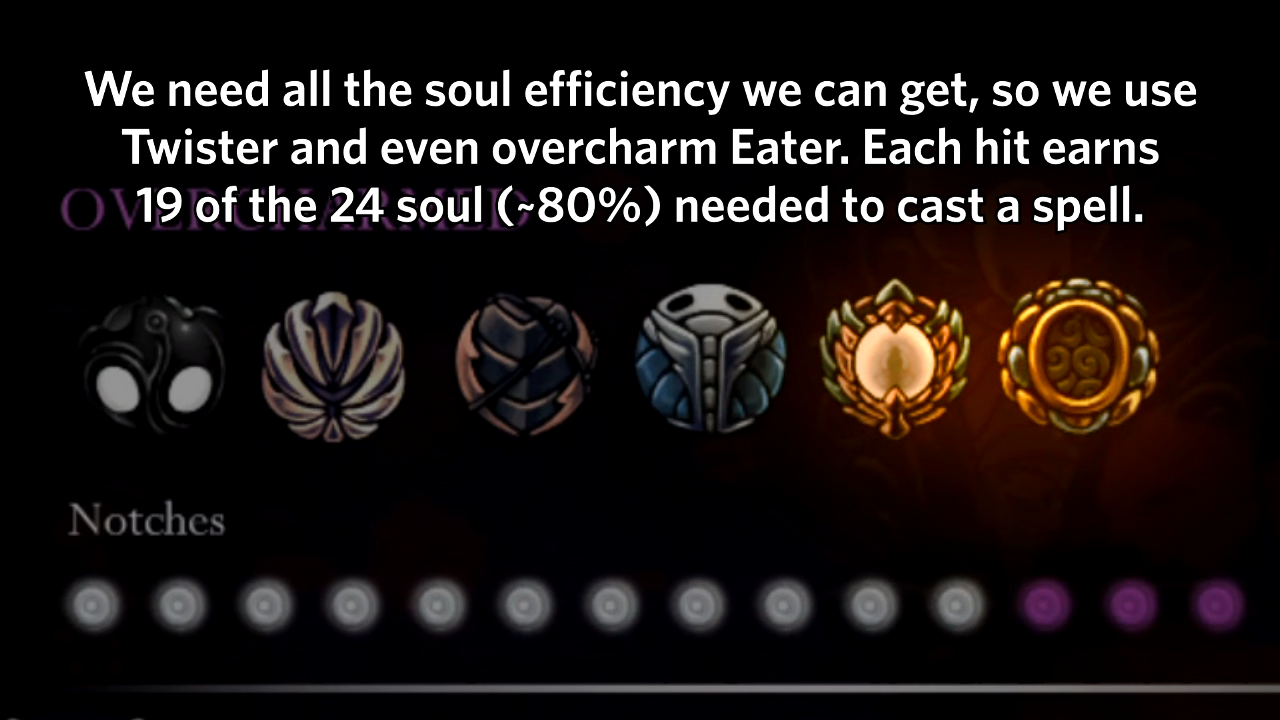 We need all the soul efficiency we can get, so we use
Twister and even overcharm Eater. Each hit earns
19 of the 24 soul (~80%) needed to cast a spell.
OVERCHARMED
Notches